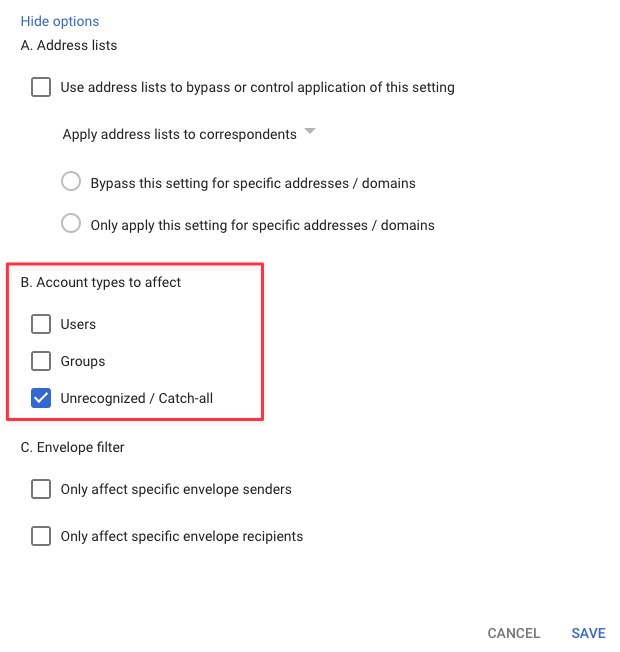 Hide options
A. Address lists
Use address lists to bypass or control application of this setting
Apply address lists to correspondents
Bypass this setting for specific addresses / domains
Only apply this setting for specific addresses / domains
B. Account types to affect
Users
Groups
Unrecognized / Catch-all
C. Envelope filter
Only affect specific envelope senders
Only affect specific envelope recipients
CANCEL SAVE